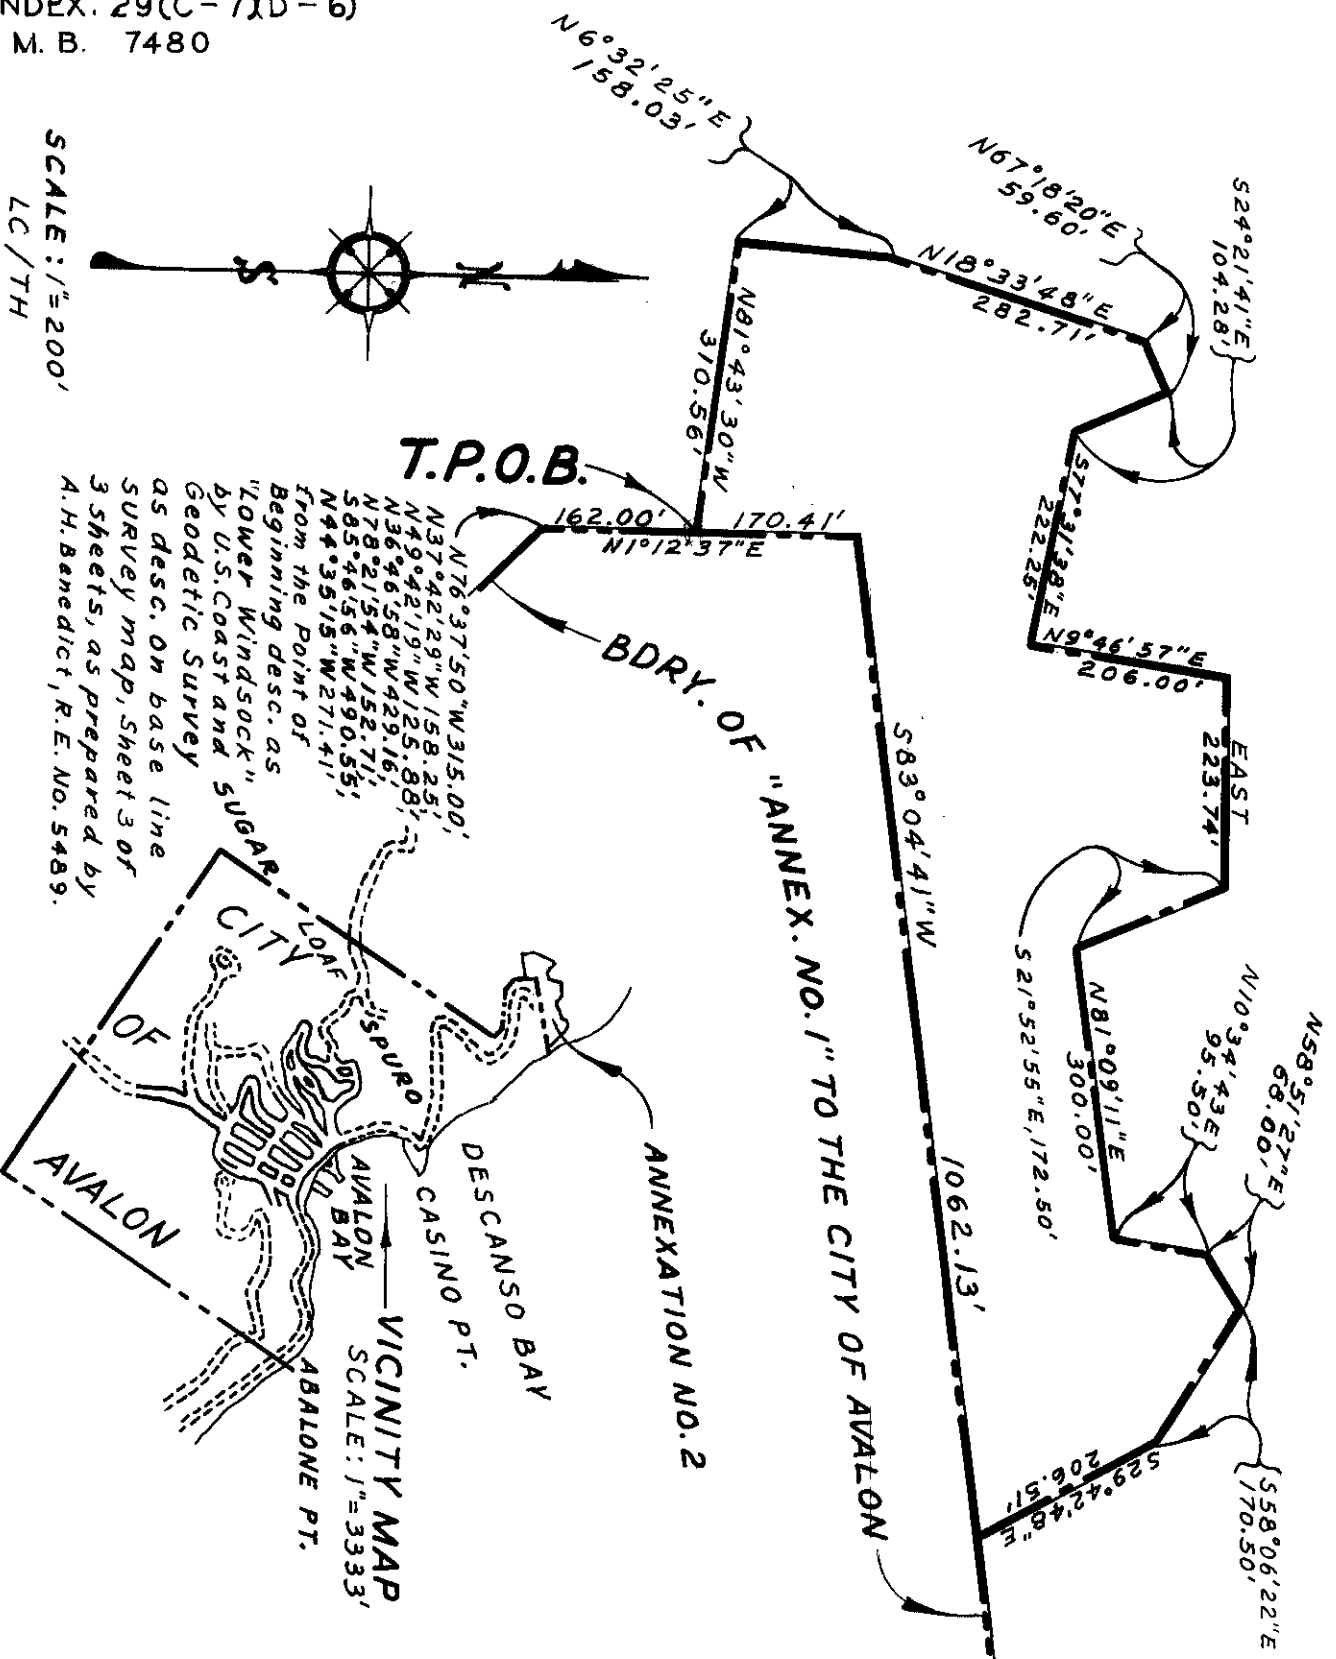 NDEX: 29(C-7)(D-6)
M. B. 7480
SCALE: 1"=200'
LC/TH
S
N
N6°32'25"E
158.03'
N67°18'20"E
59.60'
S24°21'41"E
104.28'
N18°33'48"E
282.71'
N81°43'30"W
310.56'
S77°31'38"E
222.25'
N9°46'57"E
206.00'
EAST
223.74'
S21°52'55"E, 172.50'
N81°09'11"E
300.00'
N10°34'43"E
95.50'
N58°51'27"E
68.00'
S58°06'22"E
170.50'
S29°42'48"E
206.51'
T.P.O.B.
162.00'
170.41'
N1°12'37"E
S83°04'41"W
1062.13'
BDRY. OF "ANNEX. NO.1" TO THE CITY OF AVALON
N76°37'50"W315.00'
N37°42'29"W158.25',
N49°42'19"W125.88',
N36°46'58"W429.16',
N78°21'54"W152.71',
S85°46'56"W490.55',
N44°35'15"W271.41'
from the Point of
Beginning desc. as
"Lower Windsock"
by U.S. Coast and
Geodetic Survey
as desc. on base line
survey map, Sheet 3 of
3 sheets, as prepared by
A.H. Benedict, R.E. No. 5489.
SUGAR
LOAF
SPURO
CITY
OF
AVALON
AVALON
BAY
CASINO PT.
DESCANSO BAY
ANNEXATION NO.2
ABALONE PT.
VICINITY MAP
SCALE: 1"=3333'